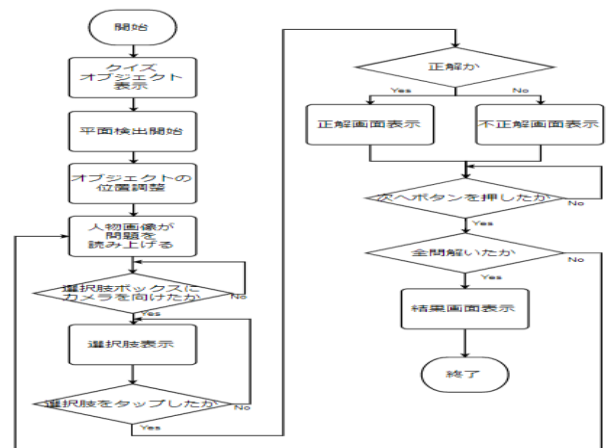 開始
クイズ
オブジェクト
表示
平面検出開始
オブジェクトの
位置調整
人物画像が
問題を
読み上げる
選択肢ボックスに
カメラを向けたか
No
Yes
選択肢表示
選択肢をタップしたか
No
Yes
正解か
Yes
No
正解画面表示
不正解画面表示
次へボタンを押したか
No
Yes
全問解いたか
No
Yes
結果画面表示
終了